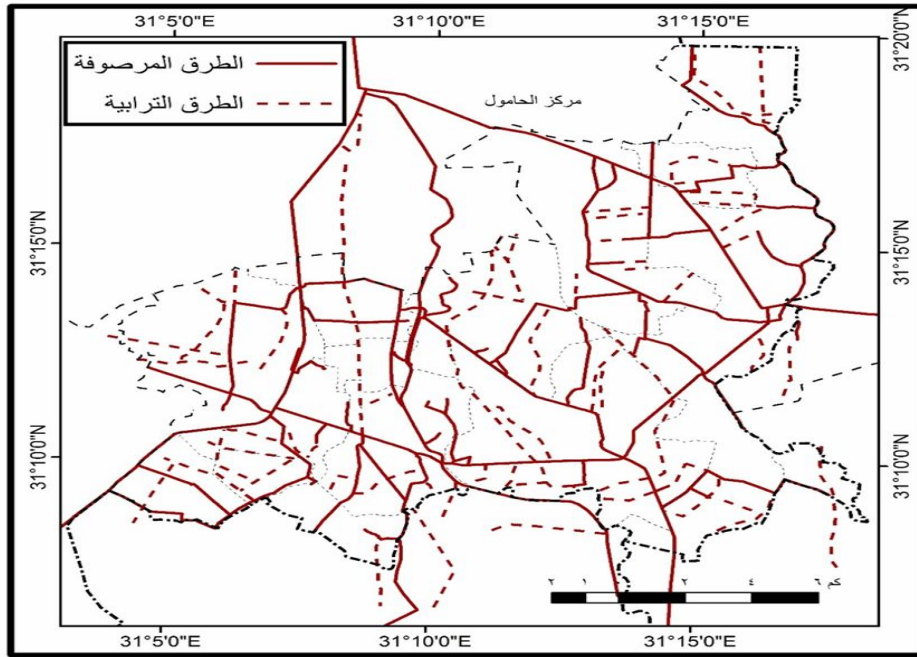 31°5'0"E 31°10'0"E 31°15'0"E
31°20'0"N
الطرق المرصوفة
الطرق الترابية
مركز الحامول
31°15'0"N 31°15'0"N
31°10'0"N 31°10'0"N
٢ ١ ٠ ٢ ٤ ٦ كم
31°5'0"E 31°10'0"E 31°15'0"E